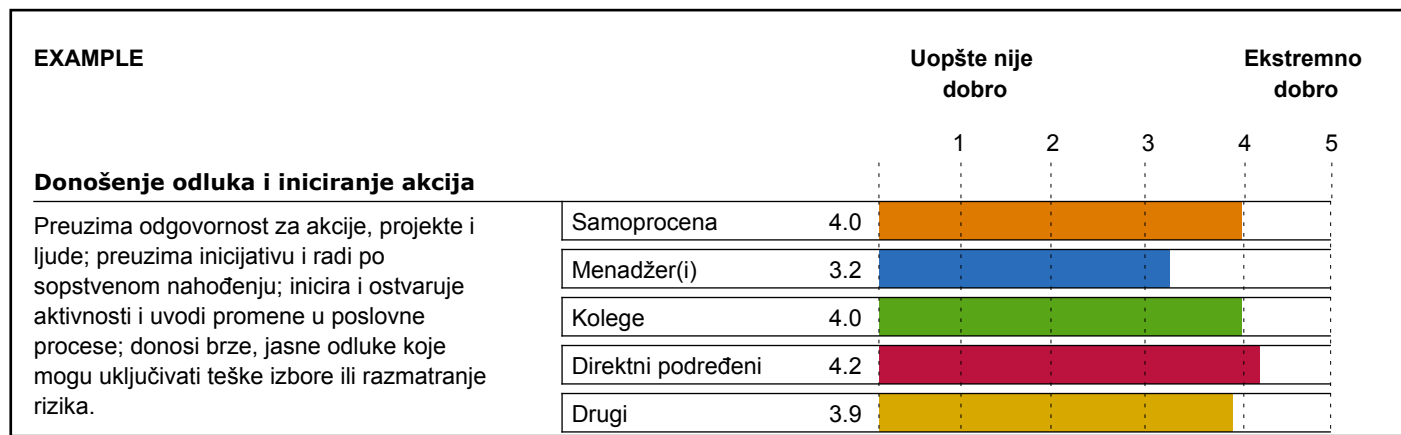 EXAMPLE
Uopšte nije
dobro
Ekstremno
dobro
1 2 3 4 5
Donošenje odluka i iniciranje akcija
Preuzima odgovornost za akcije, projekte i
ljude; preuzima inicijativu i radi po
sopstvenom nahođenju; inicira i ostvaruje
aktivnosti i uvodi promene u poslovne
procese; donosi brze, jasne odluke koje
mogu uključivati teške izbore ili razmatranje
rizika.
Samoprocena 4.0
Menadžer(i) 3.2
Kolege 4.0
Direktni podređeni 4.2
Drugi 3.9